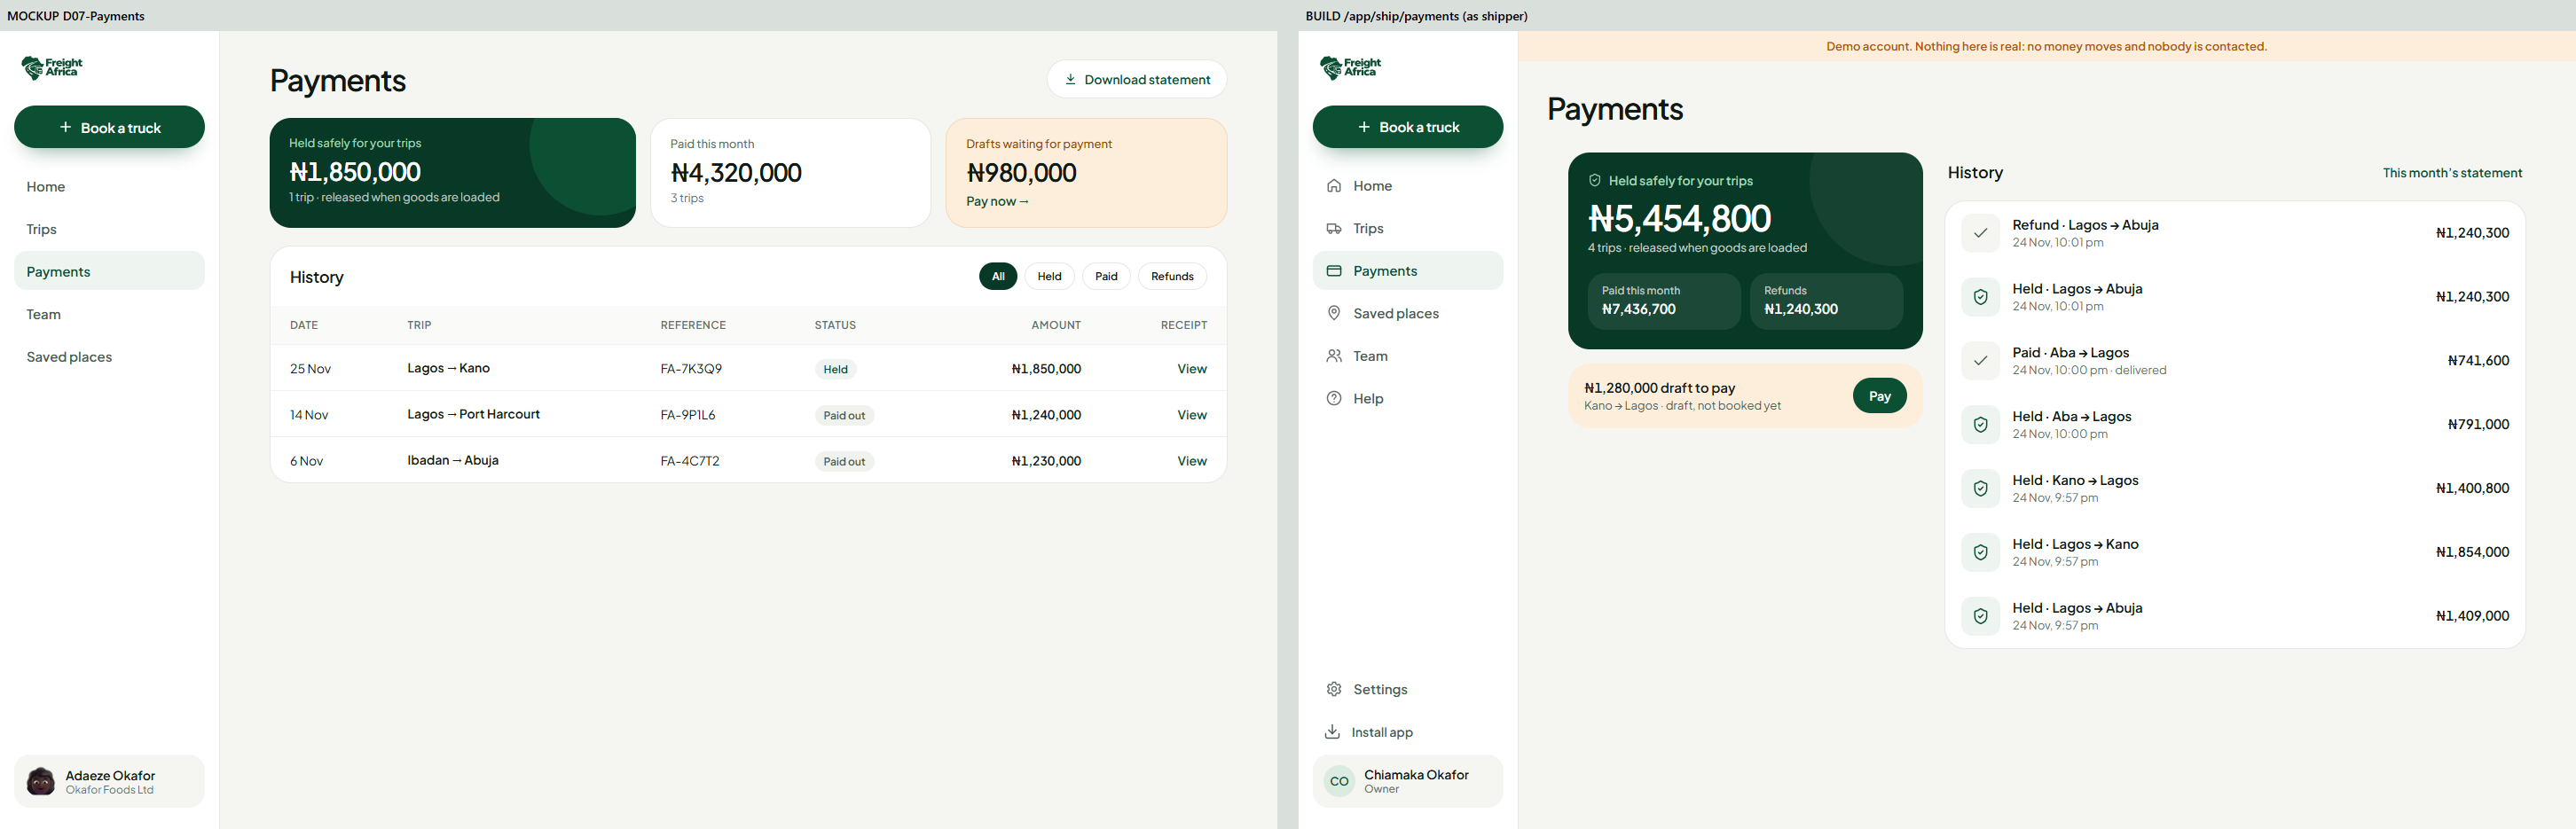 MOCKUP D07-Payments
Freight
Africa
+ Book a truck
Home
Trips
Payments
Team
Saved places
Adaeze Okafor
Okafor Foods Ltd
Payments
Download statement
Held safely for your trips
₦1,850,000
1 trip · released when goods are loaded
Paid this month
₦4,320,000
3 trips
Drafts waiting for payment
₦980,000
Pay now →
History
All Held Paid Refunds
DATE TRIP REFERENCE STATUS AMOUNT RECEIPT
25 Nov Lagos → Kano FA-7K3Q9 Held ₦1,850,000 View
14 Nov Lagos → Port Harcourt FA-9P1L6 Paid out ₦1,240,000 View
6 Nov Ibadan → Abuja FA-4C7T2 Paid out ₦1,230,000 View
BUILD /app/ship/payments (as shipper)
Freight
Africa
+ Book a truck
Home
Trips
Payments
Saved places
Team
Help
Settings
Install app
CO
Chiamaka Okafor
Owner
Demo account. Nothing here is real: no money moves and nobody is contacted.
Payments
Held safely for your trips
₦5,454,800
4 trips · released when goods are loaded
Paid this month
₦7,436,700
Refunds
₦1,240,300
₦1,280,000 draft to pay
Kano → Lagos · draft, not booked yet
Pay
History
This month's statement
Refund · Lagos → Abuja
24 Nov, 10:01 pm
₦1,240,300
Held · Lagos → Abuja
24 Nov, 10:01 pm
₦1,240,300
Paid · Aba → Lagos
24 Nov, 10:00 pm · delivered
₦741,600
Held · Aba → Lagos
24 Nov, 10:00 pm
₦791,000
Held · Kano → Lagos
24 Nov, 9:57 pm
₦1,400,800
Held · Lagos → Kano
24 Nov, 9:57 pm
₦1,854,000
Held · Lagos → Abuja
24 Nov, 9:57 pm
₦1,409,000